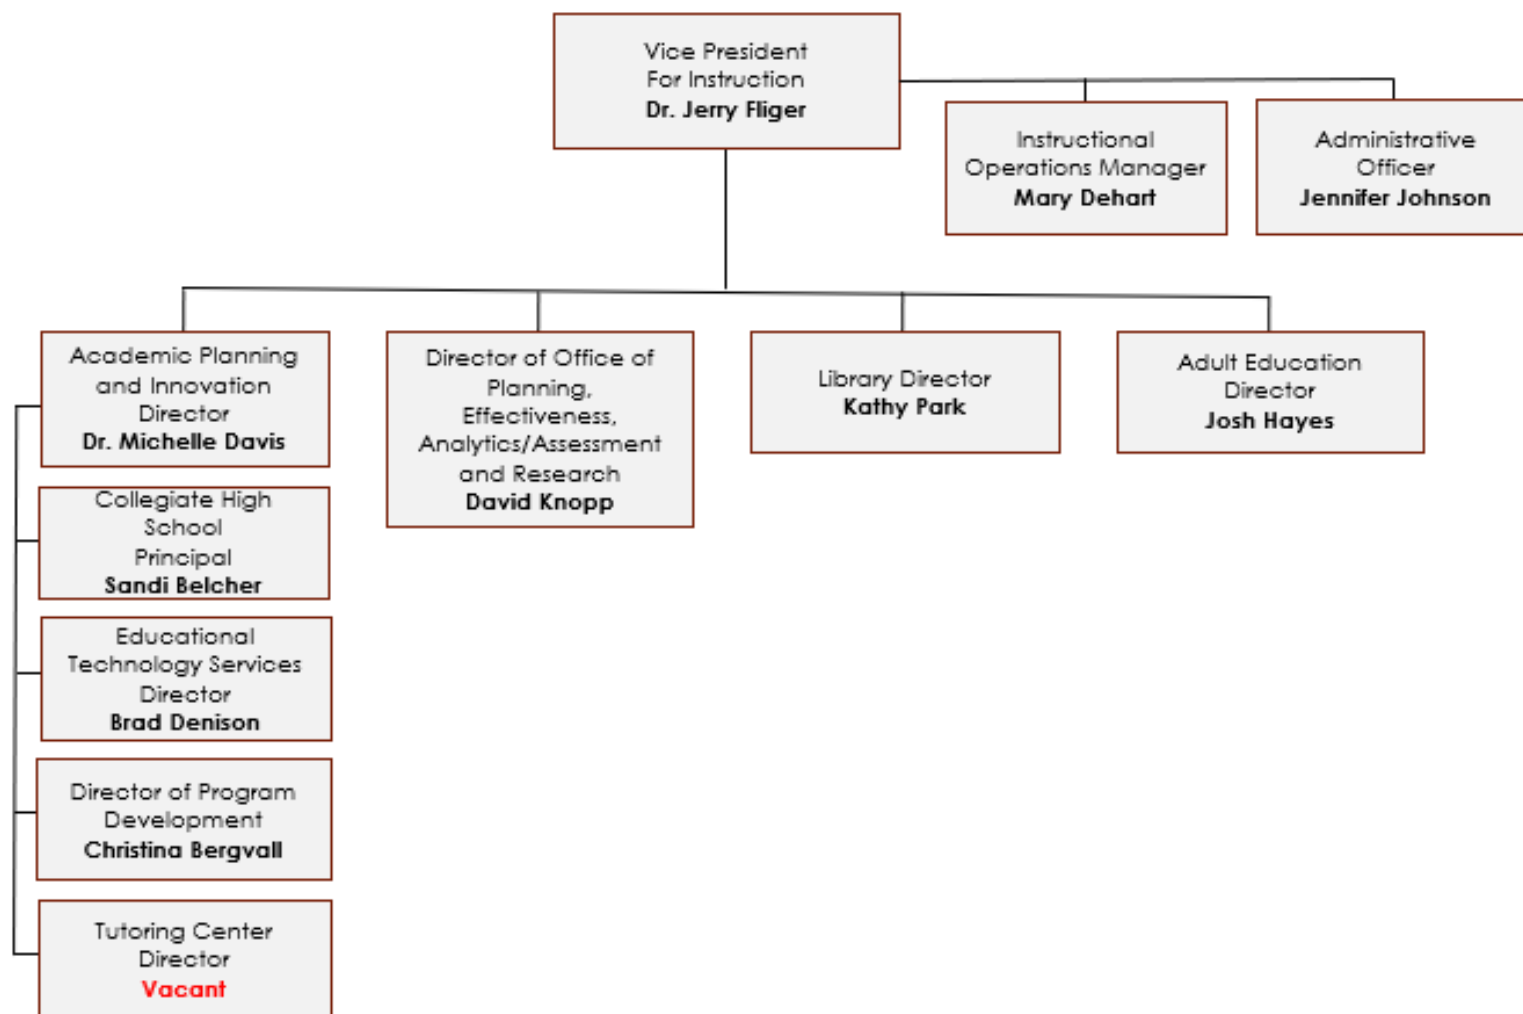 Vice President
For Instruction
Dr. Jerry Fliger
Instructional
Operations Manager
Mary Dehart
Administrative
Officer
Jennifer Johnson
Academic Planning
and Innovation
Director
Dr. Michelle Davis
Director of Office of
Planning,
Effectiveness,
Analytics/Assessment
and Research
David Knopp
Library Director
Kathy Park
Adult Education
Director
Josh Hayes
Collegiate High
School
Principal
Sandi Belcher
Educational
Technology Services
Director
Brad Denison
Director of Program
Development
Christina Bergvall
Tutoring Center
Director
Vacant